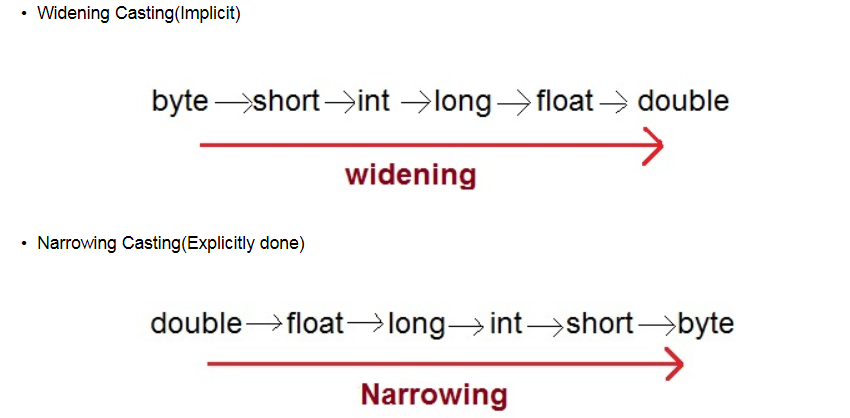 • Widening Casting(Implicit)
byte→short→int→long→float→double
widening
• Narrowing Casting(Explicitly done)
double→float→long→int→short→byte
Narrowing